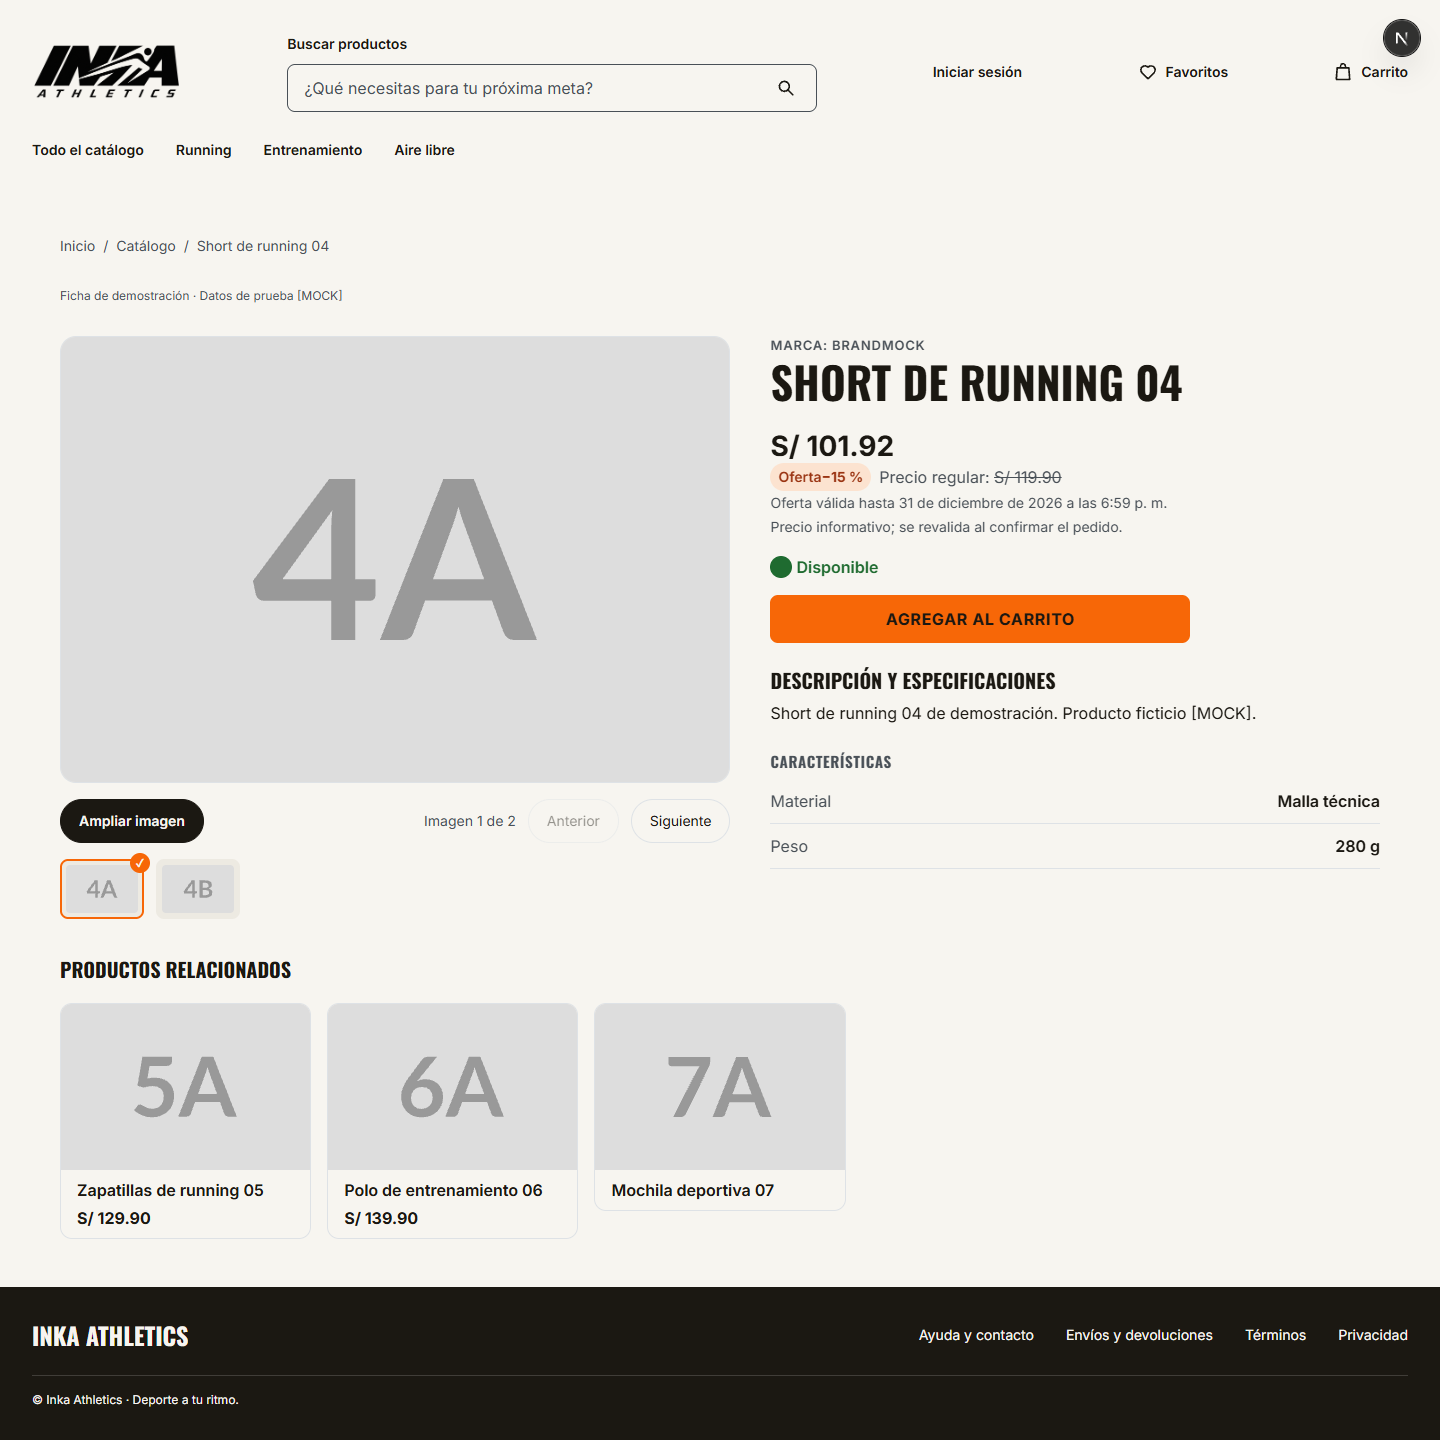 INKA
ATHLETICS
Buscar productos
¿Qué necesitas para tu próxima meta?
Iniciar sesión
Favoritos
Carrito
N
Todo el catálogo
Running
Entrenamiento
Aire libre
Inicio / Catálogo / Short de running 04
Ficha de demostración · Datos de prueba [MOCK]
4A
Ampliar imagen
Imagen 1 de 2
Anterior
Siguiente
4A
4B
MARCA: BRANDMOCK
SHORT DE RUNNING 04
S/ 101.92
Oferta−15 % Precio regular: S/ 119.90
Oferta válida hasta 31 de diciembre de 2026 a las 6:59 p. m.
Precio informativo; se revalida al confirmar el pedido.
Disponible
AGREGAR AL CARRITO
DESCRIPCIÓN Y ESPECIFICACIONES
Short de running 04 de demostración. Producto ficticio [MOCK].
CARACTERÍSTICAS
Material Malla técnica
Peso 280 g
PRODUCTOS RELACIONADOS
5A
Zapatillas de running 05
S/ 129.90
6A
Polo de entrenamiento 06
S/ 139.90
7A
Mochila deportiva 07
INKA ATHLETICS
Ayuda y contacto
Envíos y devoluciones
Términos
Privacidad
© Inka Athletics · Deporte a tu ritmo.